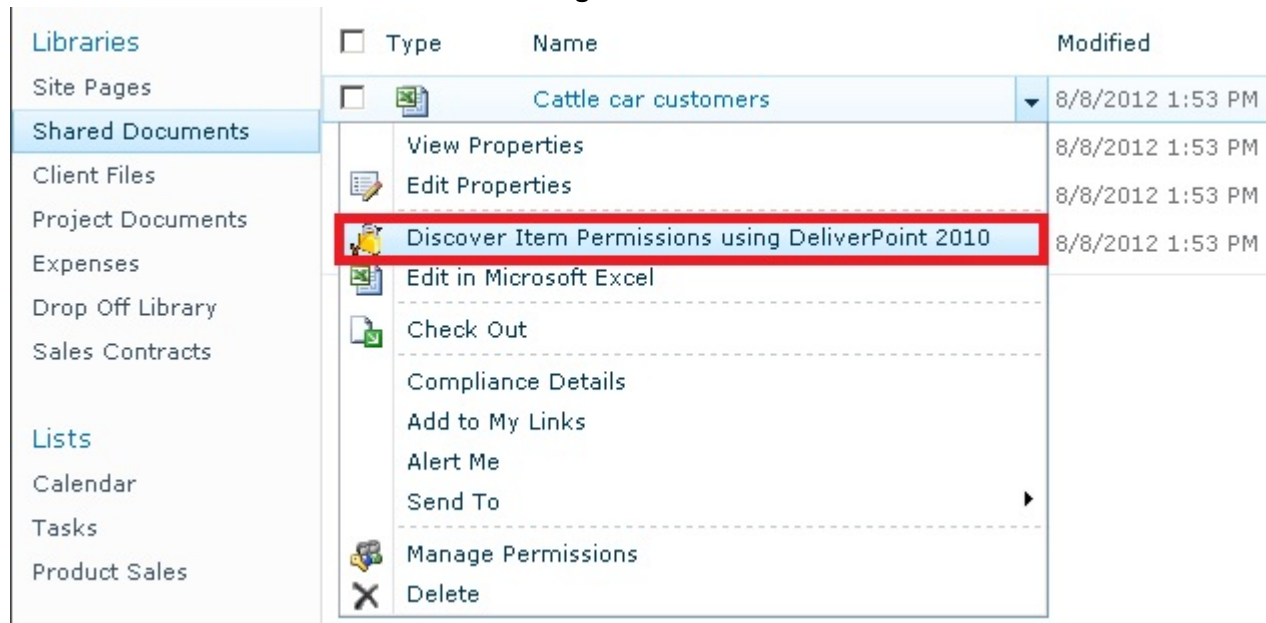 Libraries
Site Pages
Shared Documents
Client Files
Project Documents
Expenses
Drop Off Library
Sales Contracts
Lists
Calendar
Tasks
Product Sales
Type Name Modified
Cattle car customers 8/8/2012 1:53 PM
View Properties
8/8/2012 1:53 PM
Edit Properties
8/8/2012 1:53 PM
Discover Item Permissions using DeliverPoint 2010
8/8/2012 1:53 PM
Edit in Microsoft Excel
Check Out
Compliance Details
Add to My Links
Alert Me
Send To
Manage Permissions
Delete